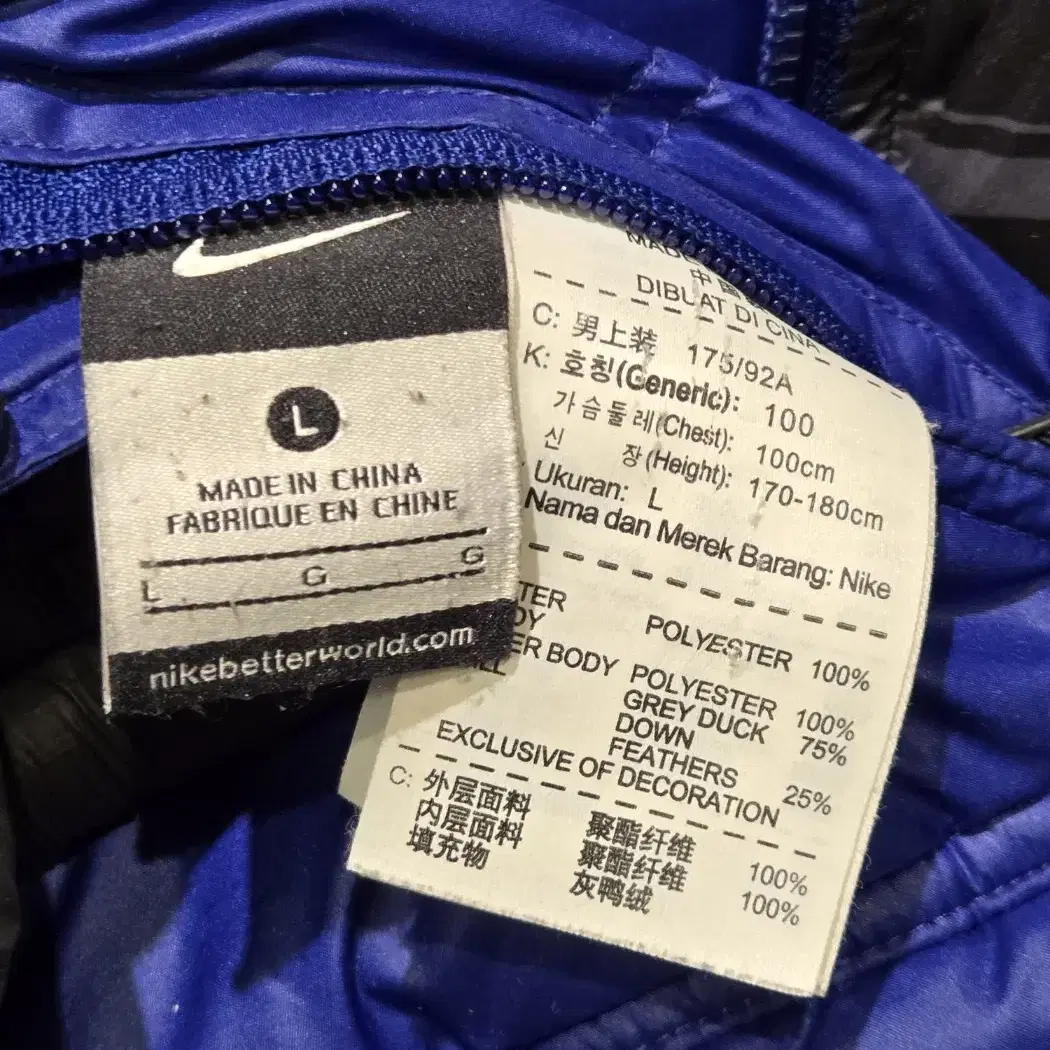 L
MADE IN CHINA
FABRIQUE EN CHINE
L G G
nikebetterworld.com
DIBUAT DI CINA
C: 男上装 175/92A
K: 호칭(Generic): 100
가슴둘레(Chest): 100cm
신 장(Height): 170-180cm
Ukuran: L
Nama dan Merek Barang: Nike
POLYESTER 100%
BODY POLYESTER 100%
GREY DUCK 75%
DOWN
FEATHERS 25%
EXCLUSIVE OF DECORATION
C: 外层面料 聚酯纤维 100%
内层面料 聚酯纤维 100%
填充物 灰鸭绒